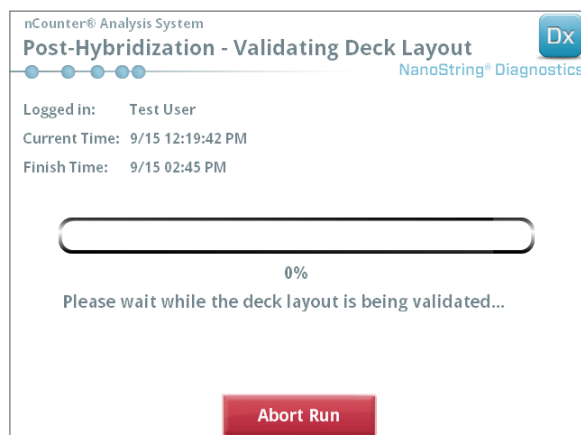 nCounter® Analysis System
Post-Hybridization - Validating Deck Layout
Dx
NanoString® Diagnostics
Logged in: Test User
Current Time: 9/15 12:19:42 PM
Finish Time: 9/15 02:45 PM
0%
Please wait while the deck layout is being validated...
Abort Run